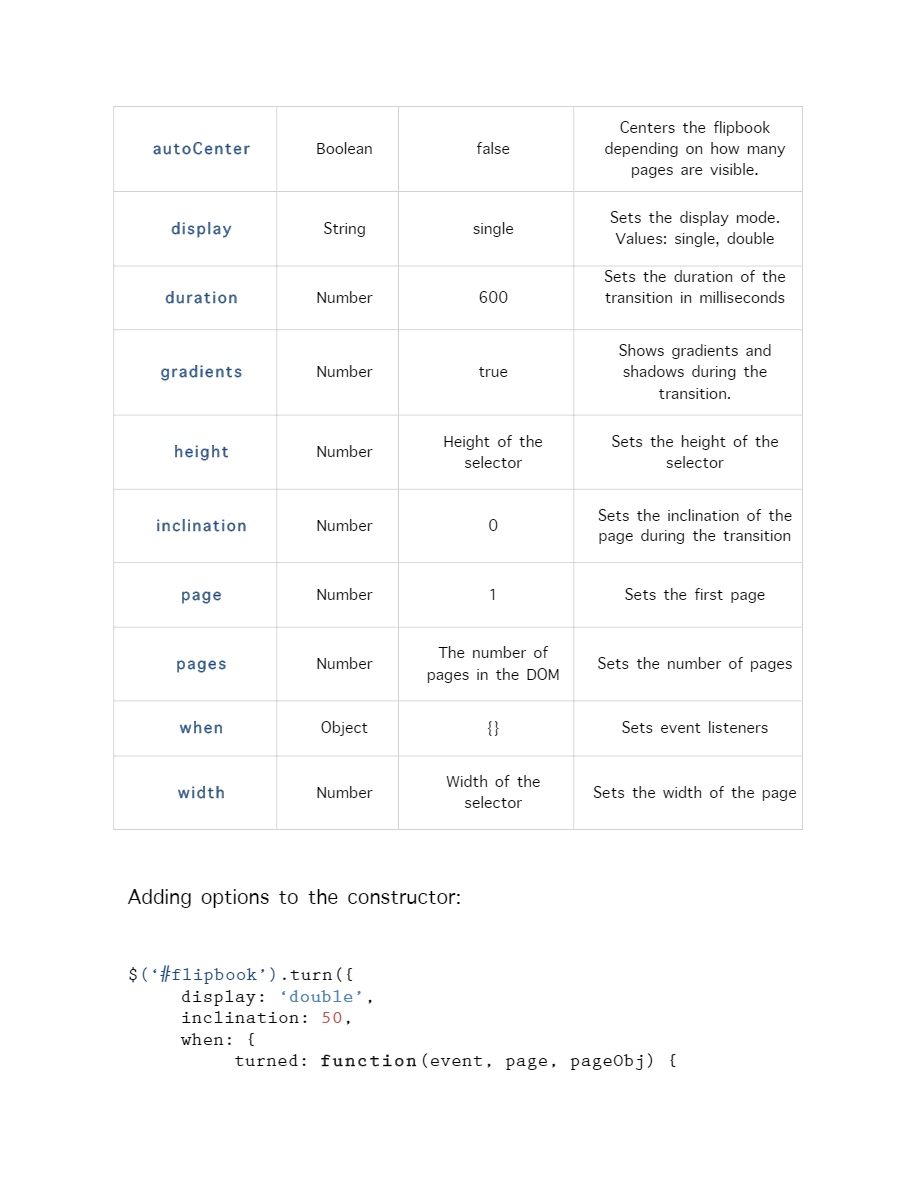 autoCenter Boolean false Centers the flipbook
depending on how many
pages are visible.
display String single Sets the display mode.
Values: single, double
duration Number 600 Sets the duration of the
transition in milliseconds
gradients Number true Shows gradients and
shadows during the
transition.
height Number Height of the
selector Sets the height of the
selector
inclination Number 0 Sets the inclination of the
page during the transition
page Number 1 Sets the first page
pages Number The number of
pages in the DOM Sets the number of pages
when Object {} Sets event listeners
width Number Width of the
selector Sets the width of the page
Adding options to the constructor:
$(‘#flipbook’).turn({
display: ‘double’,
inclination: 50,
when: {
turned: function(event, page, pageObj) {